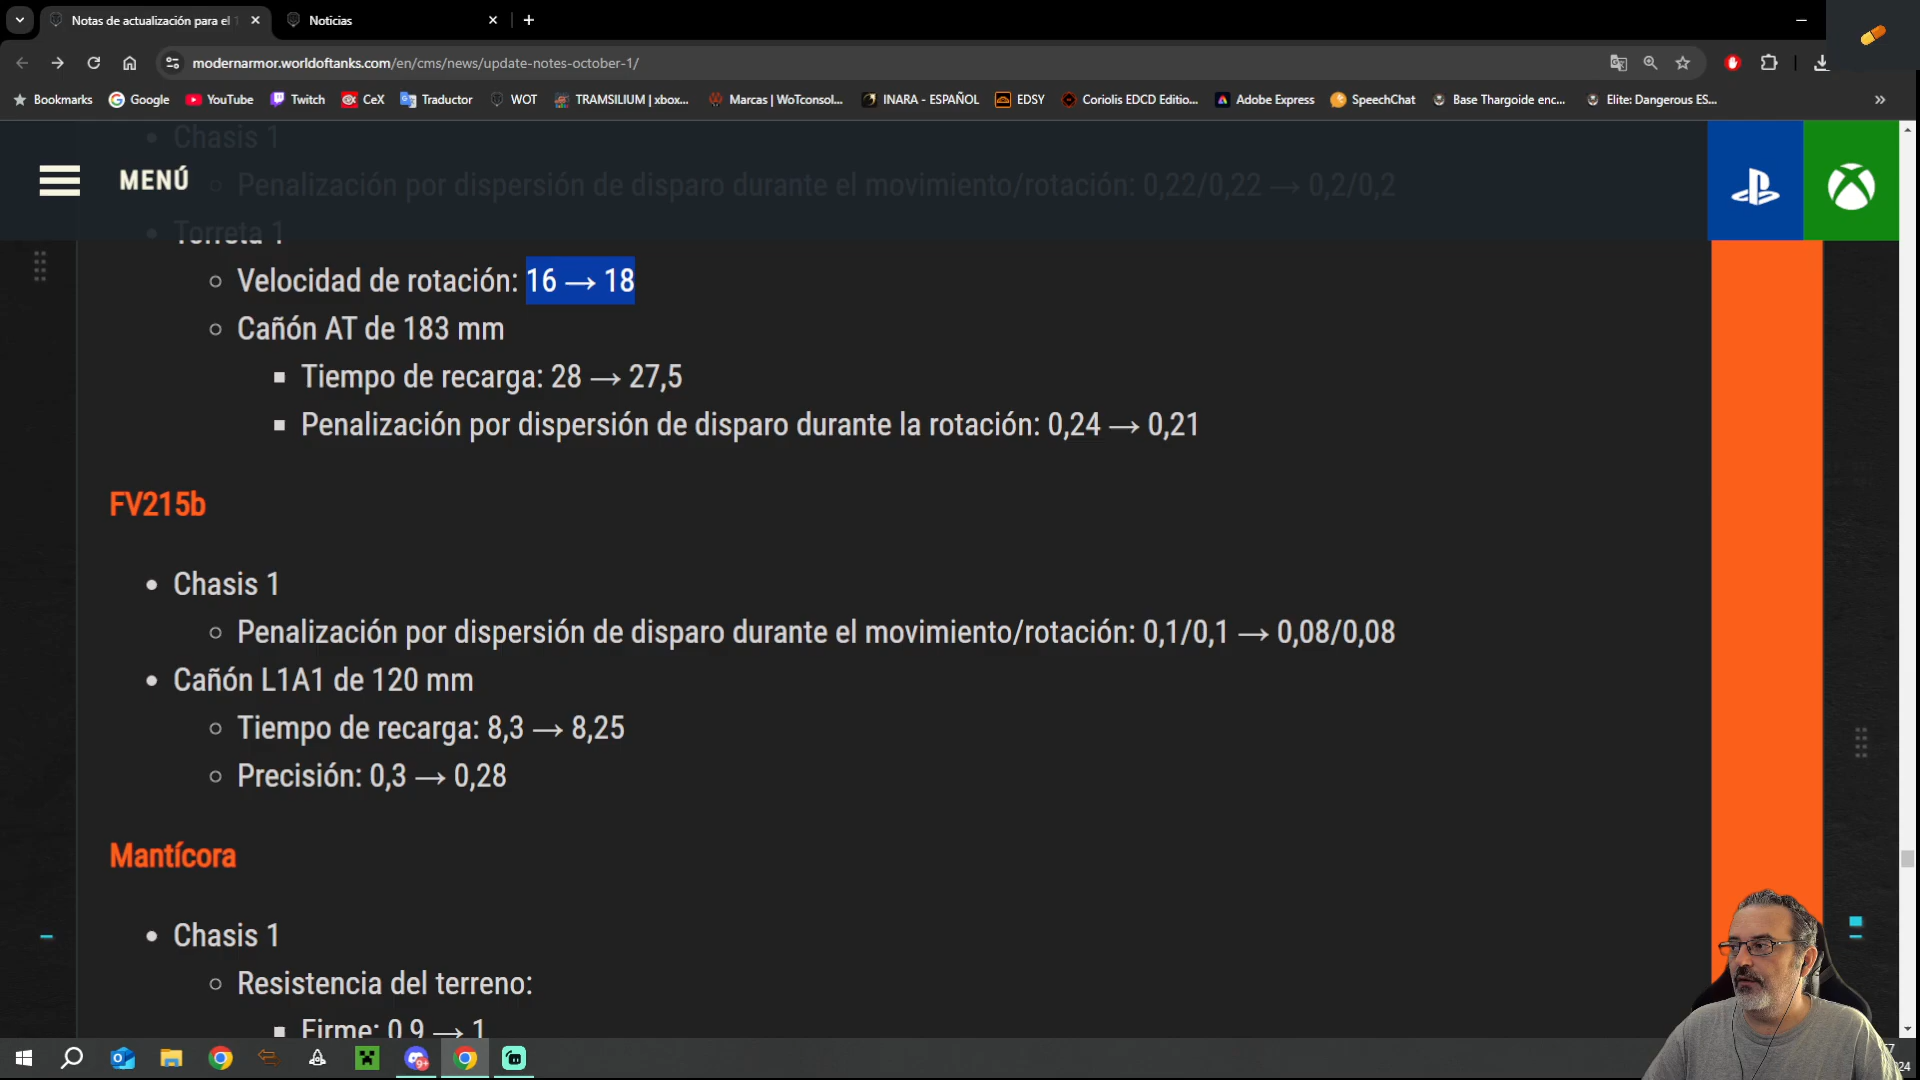 Notas de actualización para el 1
Noticias
modernarmor.worldoftanks.com/en/cms/news/update-notes-october-1/
Bookmarks
Google
YouTube
Twitch
CeX
Traductor
WOT
TRAMSILIUM | xbox...
Marcas | WoTconsol...
INARA - ESPAÑOL
EDSY
Coriolis EDCD Editio...
Adobe Express
SpeechChat
Base Thargoide enc...
Elite: Dangerous ES...
»
MENÚ
• Chasis 1
○ Penalización por dispersión de disparo durante el movimiento/rotación: 0,22/0,22 → 0,2/0,2
• Torreta 1
○ Velocidad de rotación: 16 → 18
○ Cañón AT de 183 mm
▪ Tiempo de recarga: 28 → 27,5
▪ Penalización por dispersión de disparo durante la rotación: 0,24 → 0,21
FV215b
• Chasis 1
○ Penalización por dispersión de disparo durante el movimiento/rotación: 0,1/0,1 → 0,08/0,08
• Cañón L1A1 de 120 mm
○ Tiempo de recarga: 8,3 → 8,25
○ Precisión: 0,3 → 0,28
Mantícora
• Chasis 1
○ Resistencia del terreno:
▪ Firme: 0,9 → 1